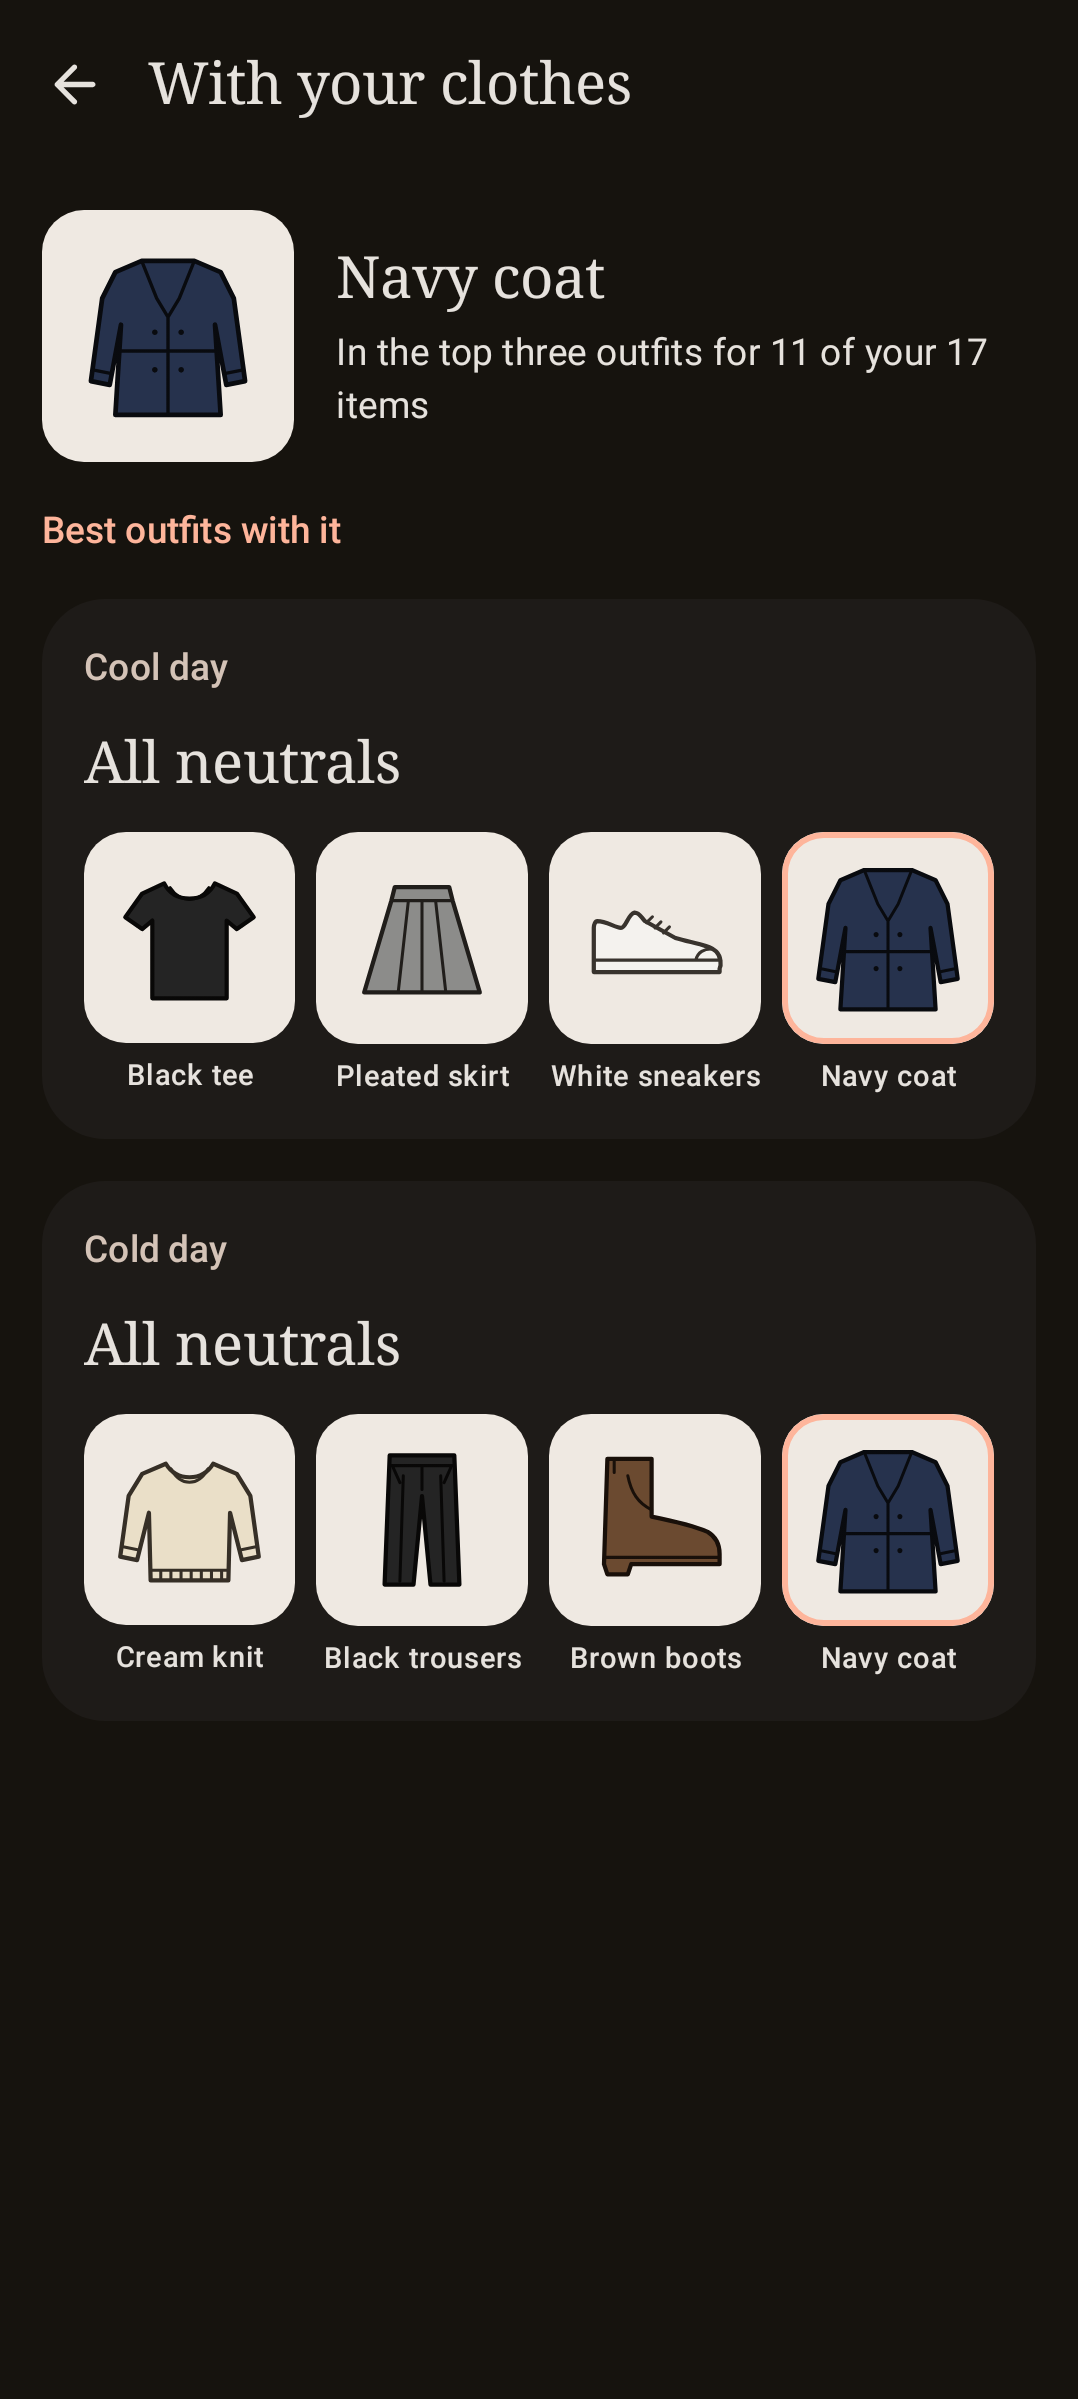 With your clothes
Navy coat
In the top three outfits for 11 of your 17
items
Best outfits with it
Cool day
All neutrals
Black tee
Pleated skirt
White sneakers
Navy coat
Cold day
All neutrals
Cream knit
Black trousers
Brown boots
Navy coat